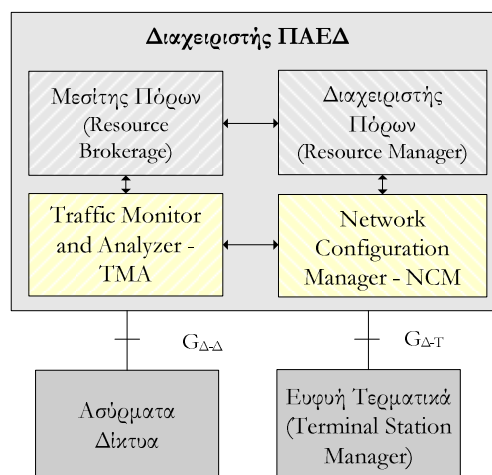 Διαχειριστής ΠΑΕΔ
Μεσίτης Πόρων
(Resource
Brokerage)
Διαχειριστής
Πόρων
(Resource Manager)
Traffic Monitor
and Analyzer -
TMA
Network
Configuration
Manager - NCM
GΔ-Δ
GΔ-Τ
Ασύρματα
Δίκτυα
Ευφυή Τερματικά
(Terminal Station
Manager)